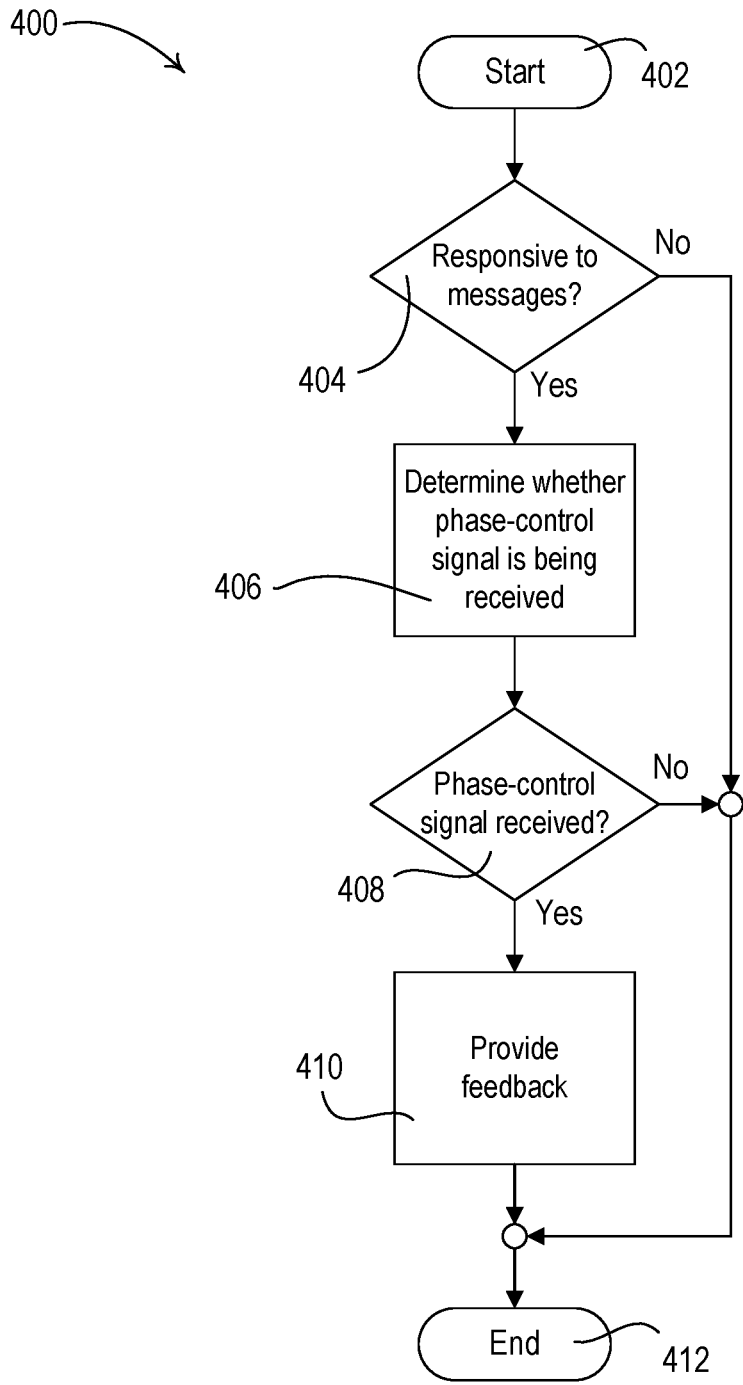 400
Start
402
Responsive to
messages?
No
404
Yes
Determine whether
phase-control
signal is being
received
406
Phase-control
signal received?
No
408
Yes
Provide
feedback
410
End
412